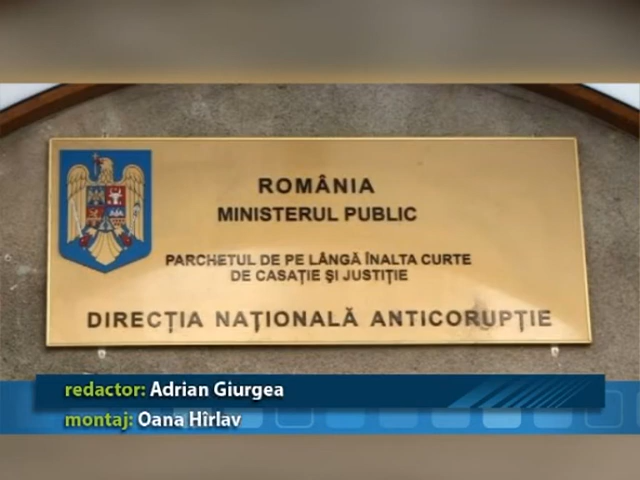 ROMÂNIA
MINISTERUL PUBLIC
PARCHETUL DE PE LÂNGĂ ÎNALTA CURTE
DE CASAȚIE ŞI JUSTIȚIE
DIRECȚIA NAȚIONALĂ ANTICORUPȚIE
redactor: Adrian Giurgea
montaj: Oana Hîrlav